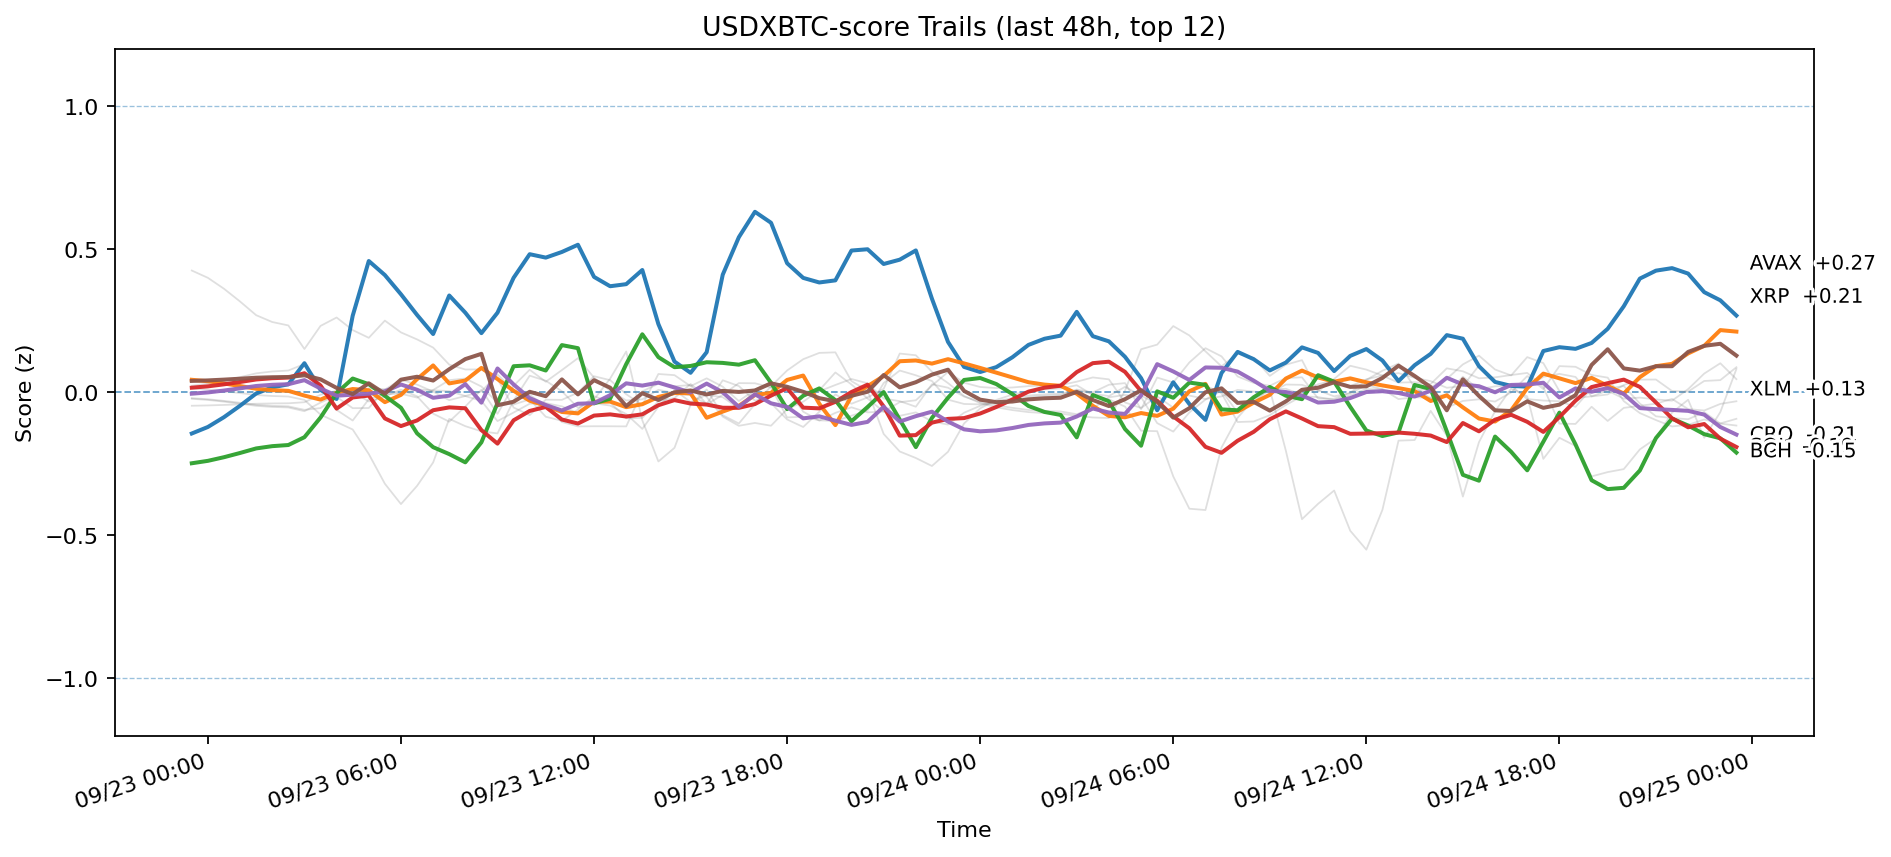 USDXBTC-score Trails (last 48h, top 12)
Score (z)
1.0
0.5
0.0
−0.5
−1.0
AVAX +0.27
XRP +0.21
XLM +0.13
CRO -0.21
BCH -0.15
09/23 00:00
09/23 06:00
09/23 12:00
09/23 18:00
09/24 00:00
09/24 06:00
09/24 12:00
09/24 18:00
09/25 00:00
Time